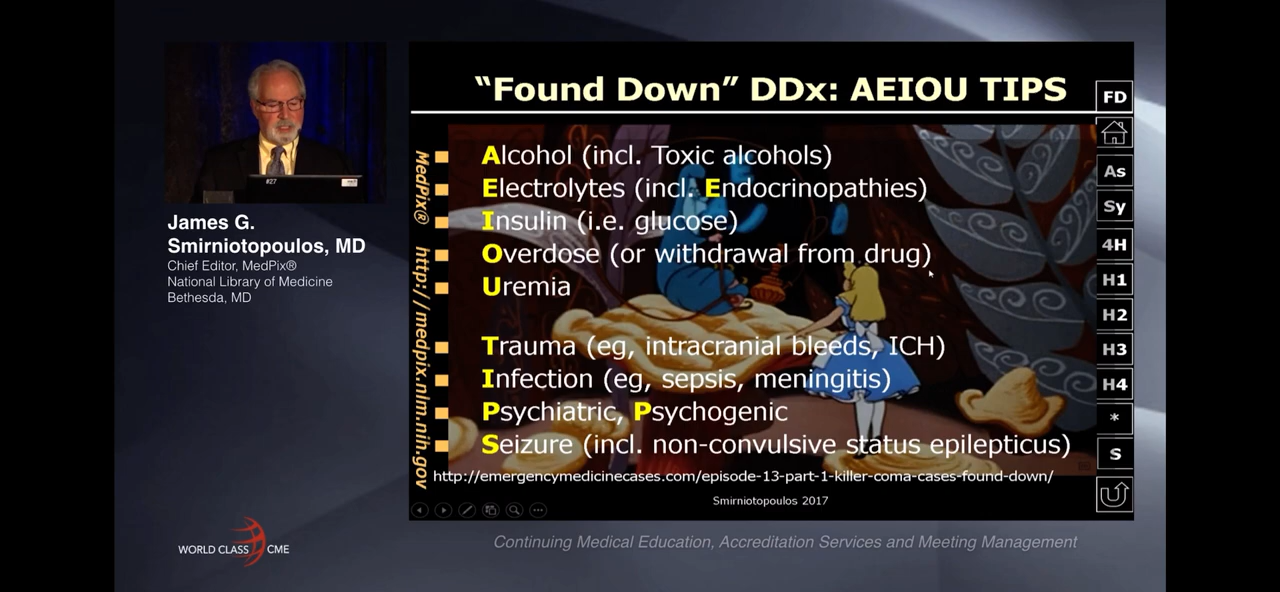 "Found Down" DDx: AEIOU TIPS
Alcohol (incl. Toxic alcohols)
Electrolytes (incl. Endocrinopathies)
Insulin (i.e. glucose)
Overdose (or withdrawal from drug)
Uremia
Trauma (eg, intracranial bleeds, ICH)
Infection (eg, sepsis, meningitis)
Psychiatric, Psychogenic
Seizure (incl. non-convulsive status epilepticus)
http://emergencymedicinecases.com/episode-13-part-1-killer-coma-cases-found-down/
Smirniotopoulos 2017
MedPix® http://medpix.nlm.nih.gov
FD
As
Sy
4H
H1
H2
H3
H4
*
S
#27
James G.
Smirniotopoulos, MD
Chief Editor, MedPix®
National Library of Medicine
Bethesda, MD
WORLD CLASS CME
Continuing Medical Education, Accreditation Services and Meeting Management